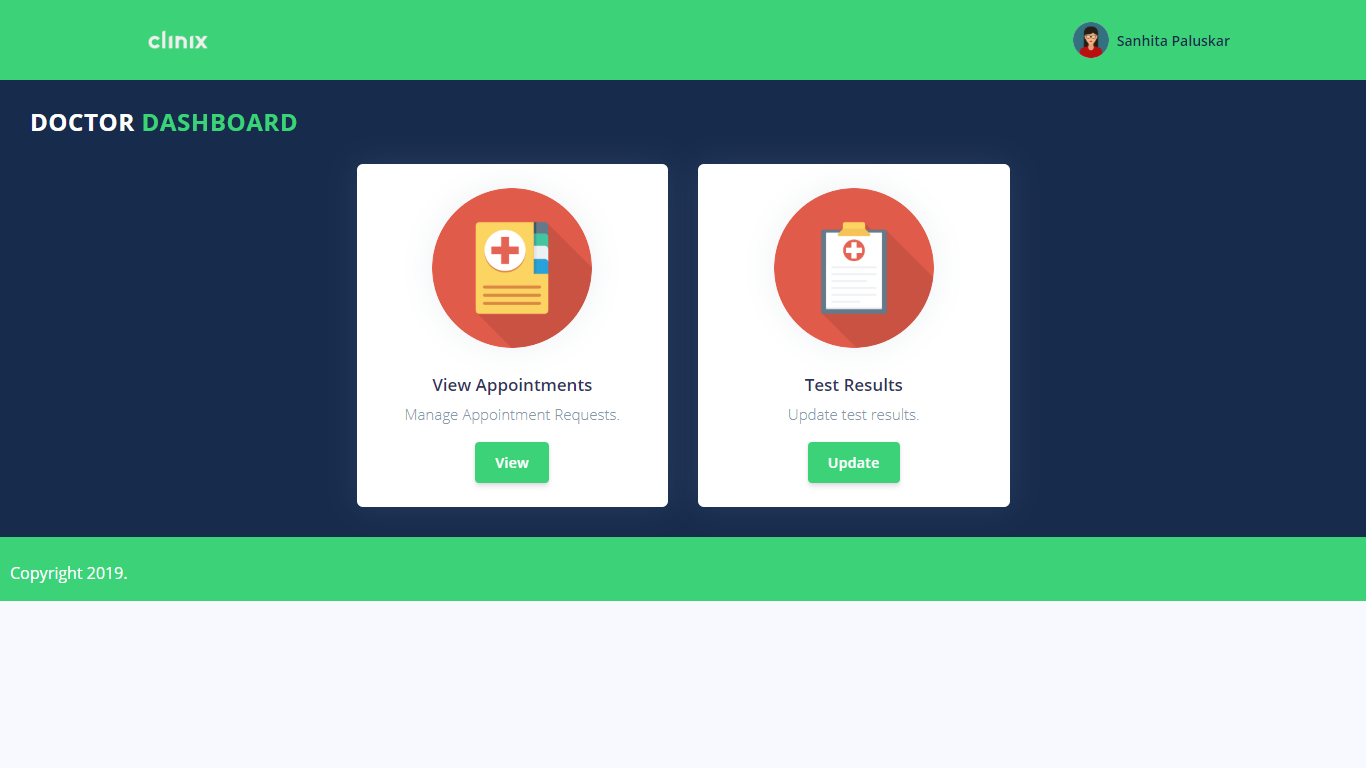 clinix
Sanhita Paluskar
DOCTOR DASHBOARD
View Appointments
Manage Appointment Requests.
View
Test Results
Update test results.
Update
Copyright 2019.